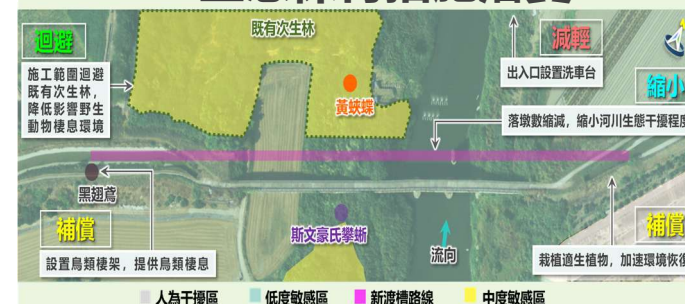 迴避
施工範圍迴避
既有次生林，
降低影響野生
動物棲息環境
既有次生林
黃蛺蝶
減輕
出入口設置洗車台
縮小
落墩數縮減，縮小河川生態干擾程度
黑翅鳶
補償
設置鳥類棲架，提供鳥類棲息
斯文豪氏攀蜥
流向
補償
栽植適生植物，加速環境恢復
人為干擾區
低度敏感區
新渡槽路線
中度敏感區